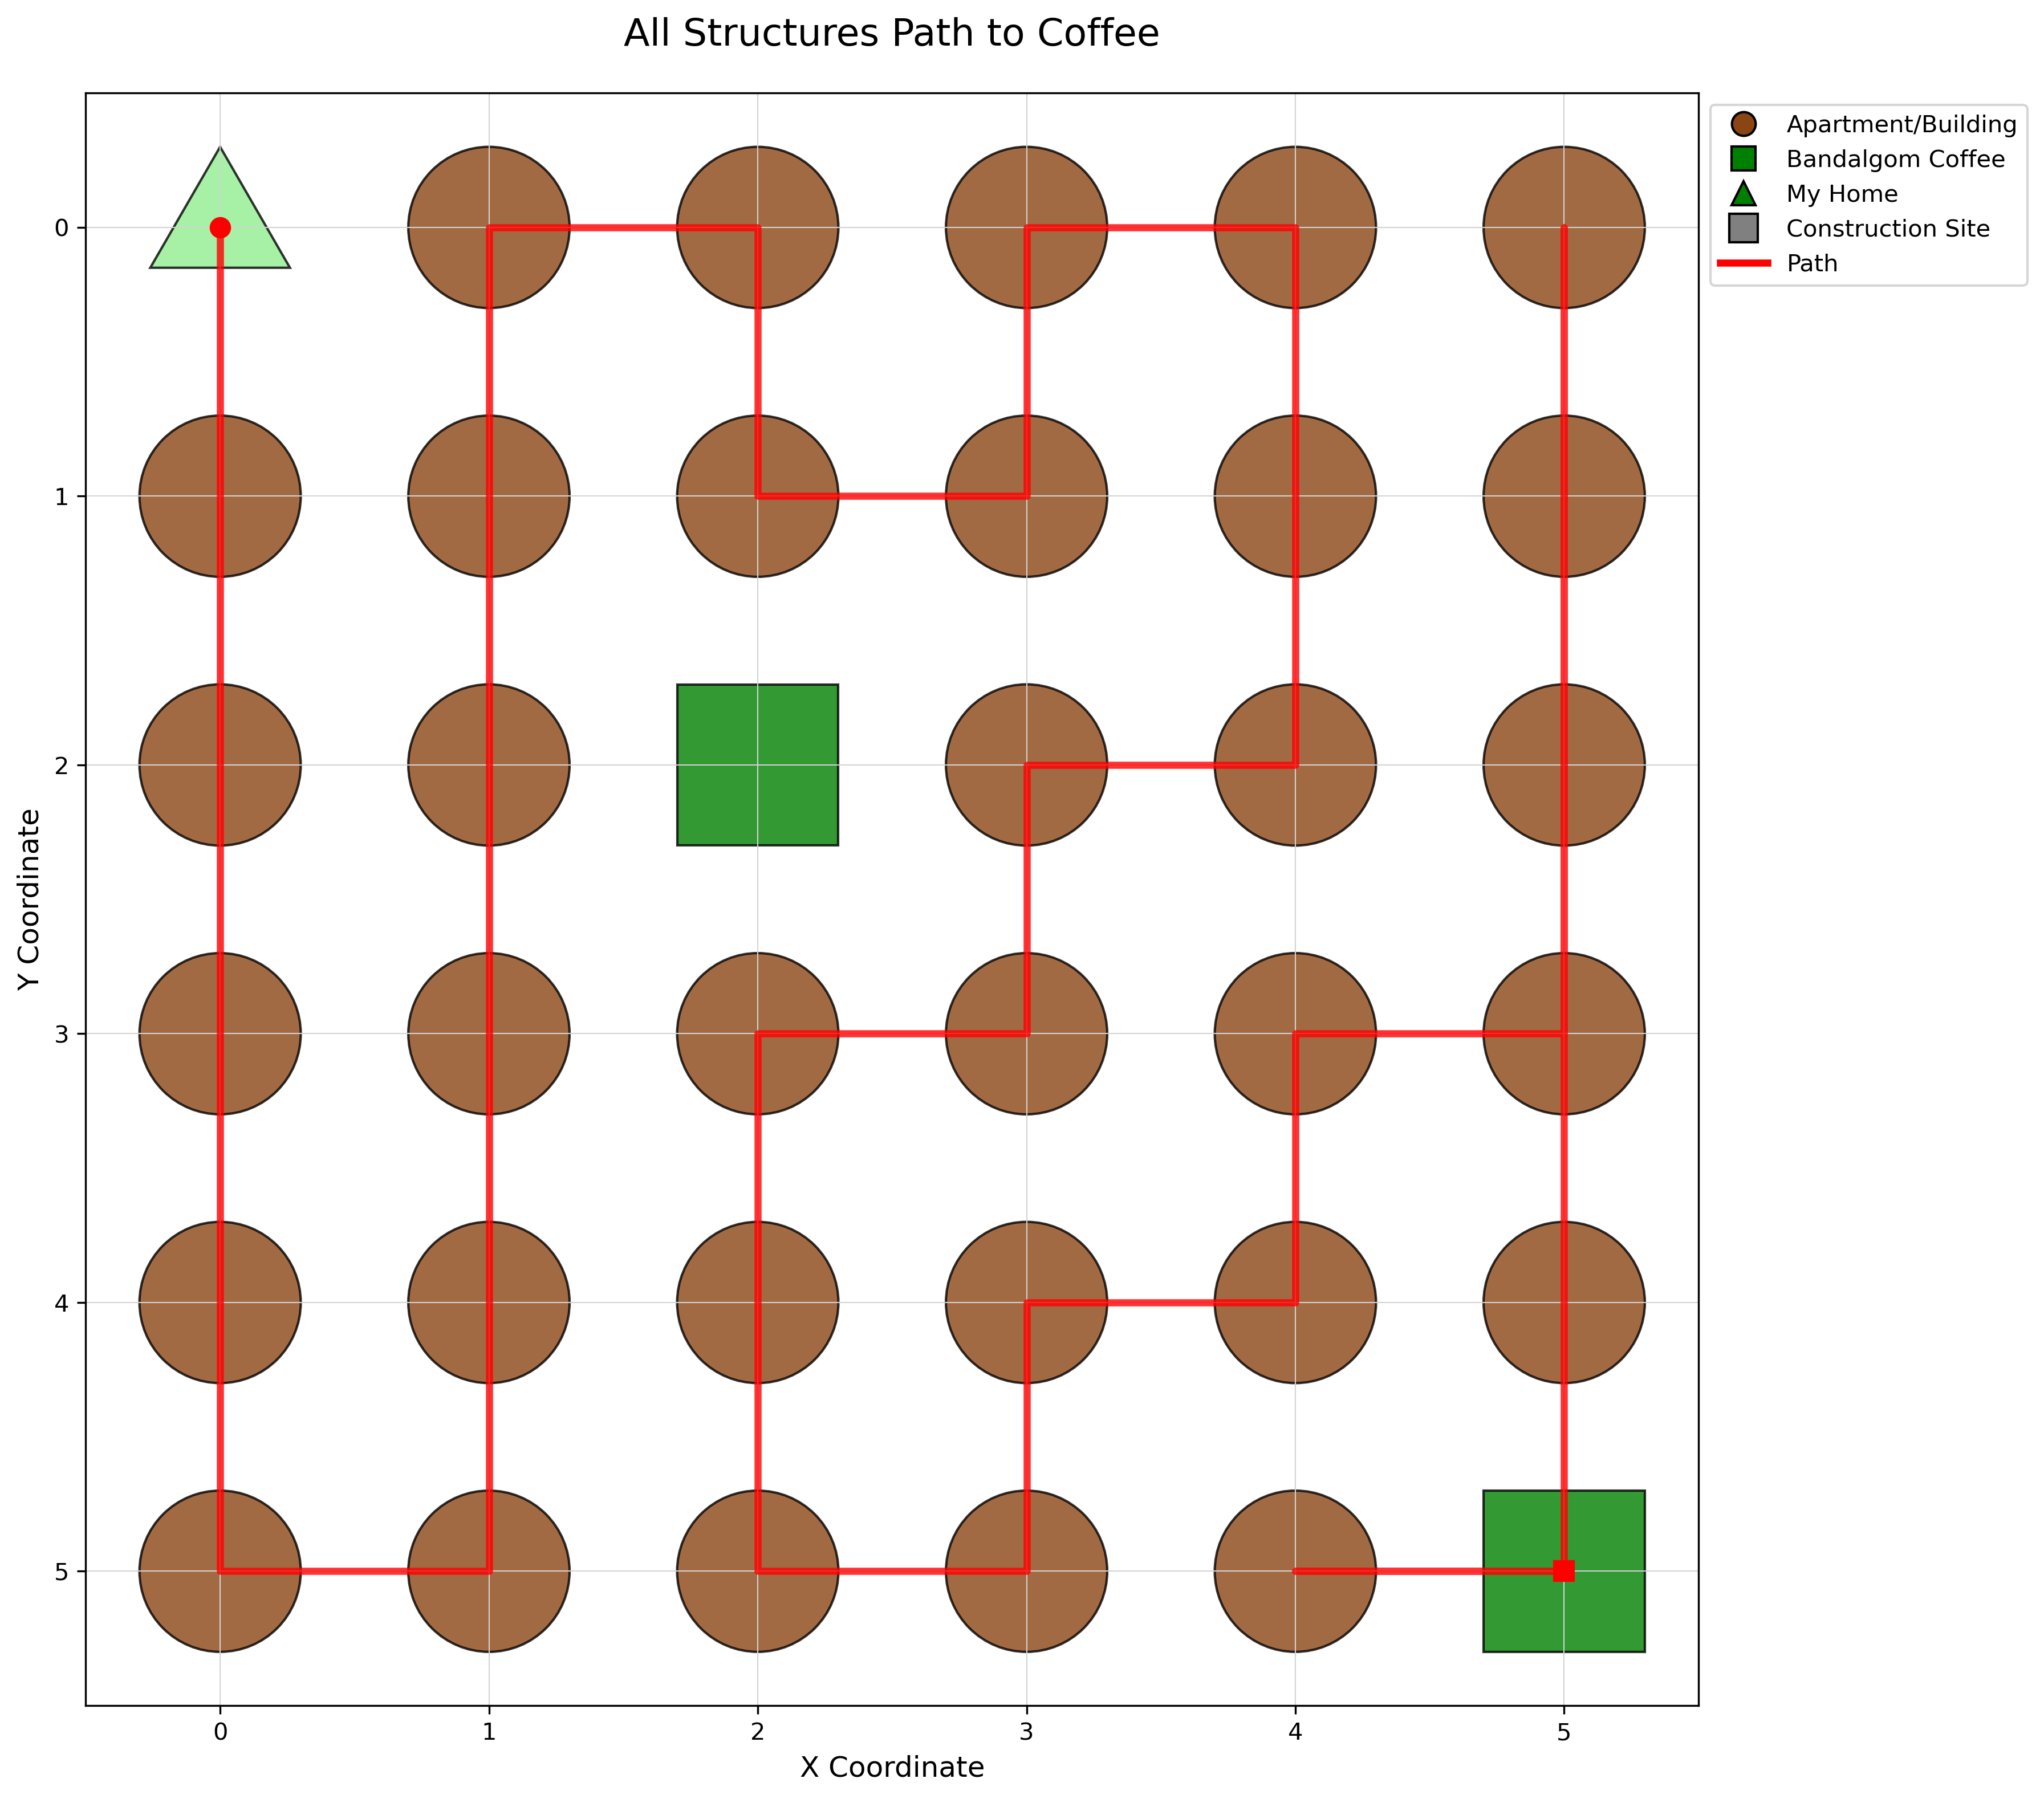 All Structures Path to Coffee
Apartment/Building
Bandalgom Coffee
My Home
Construction Site
Path
Y Coordinate
0
1
2
3
4
5
0 1 2 3 4 5
X Coordinate